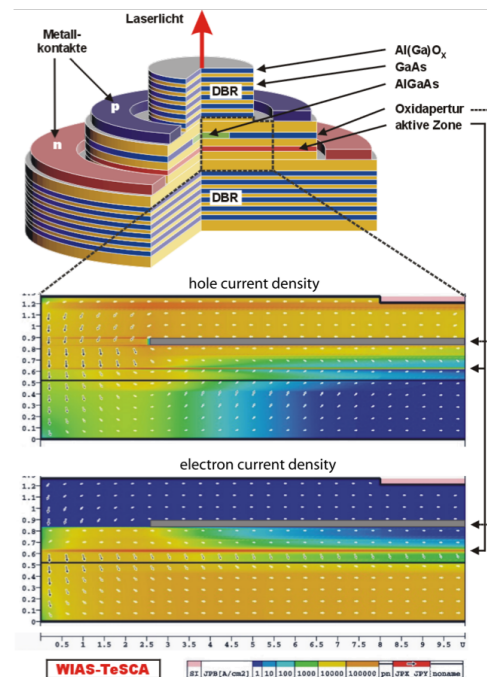 Laserlicht
Metall-
kontakte
Al(Ga)Ox
GaAs
AlGaAs
Oxidapertur
aktive Zone
p
n
DBR
DBR
hole current density
1.2
1.1
1
0.9
0.8
0.7
0.6
0.5
0.4
0.3
0.2
0.1
0
electron current density
1.2
1.1
1
0.9
0.8
0.7
0.6
0.5
0.4
0.3
0.2
0.1
0
0.5 1 1.5 2 2.5 3 3.5 4 4.5 5 5.5 6 6.5 7 7.5 8 8.5 9 9.5 U
WIAS-TeSCA
SI JPB[A/cm2] 1 10 100 1000 10000 100000 pn JPX JPY noname